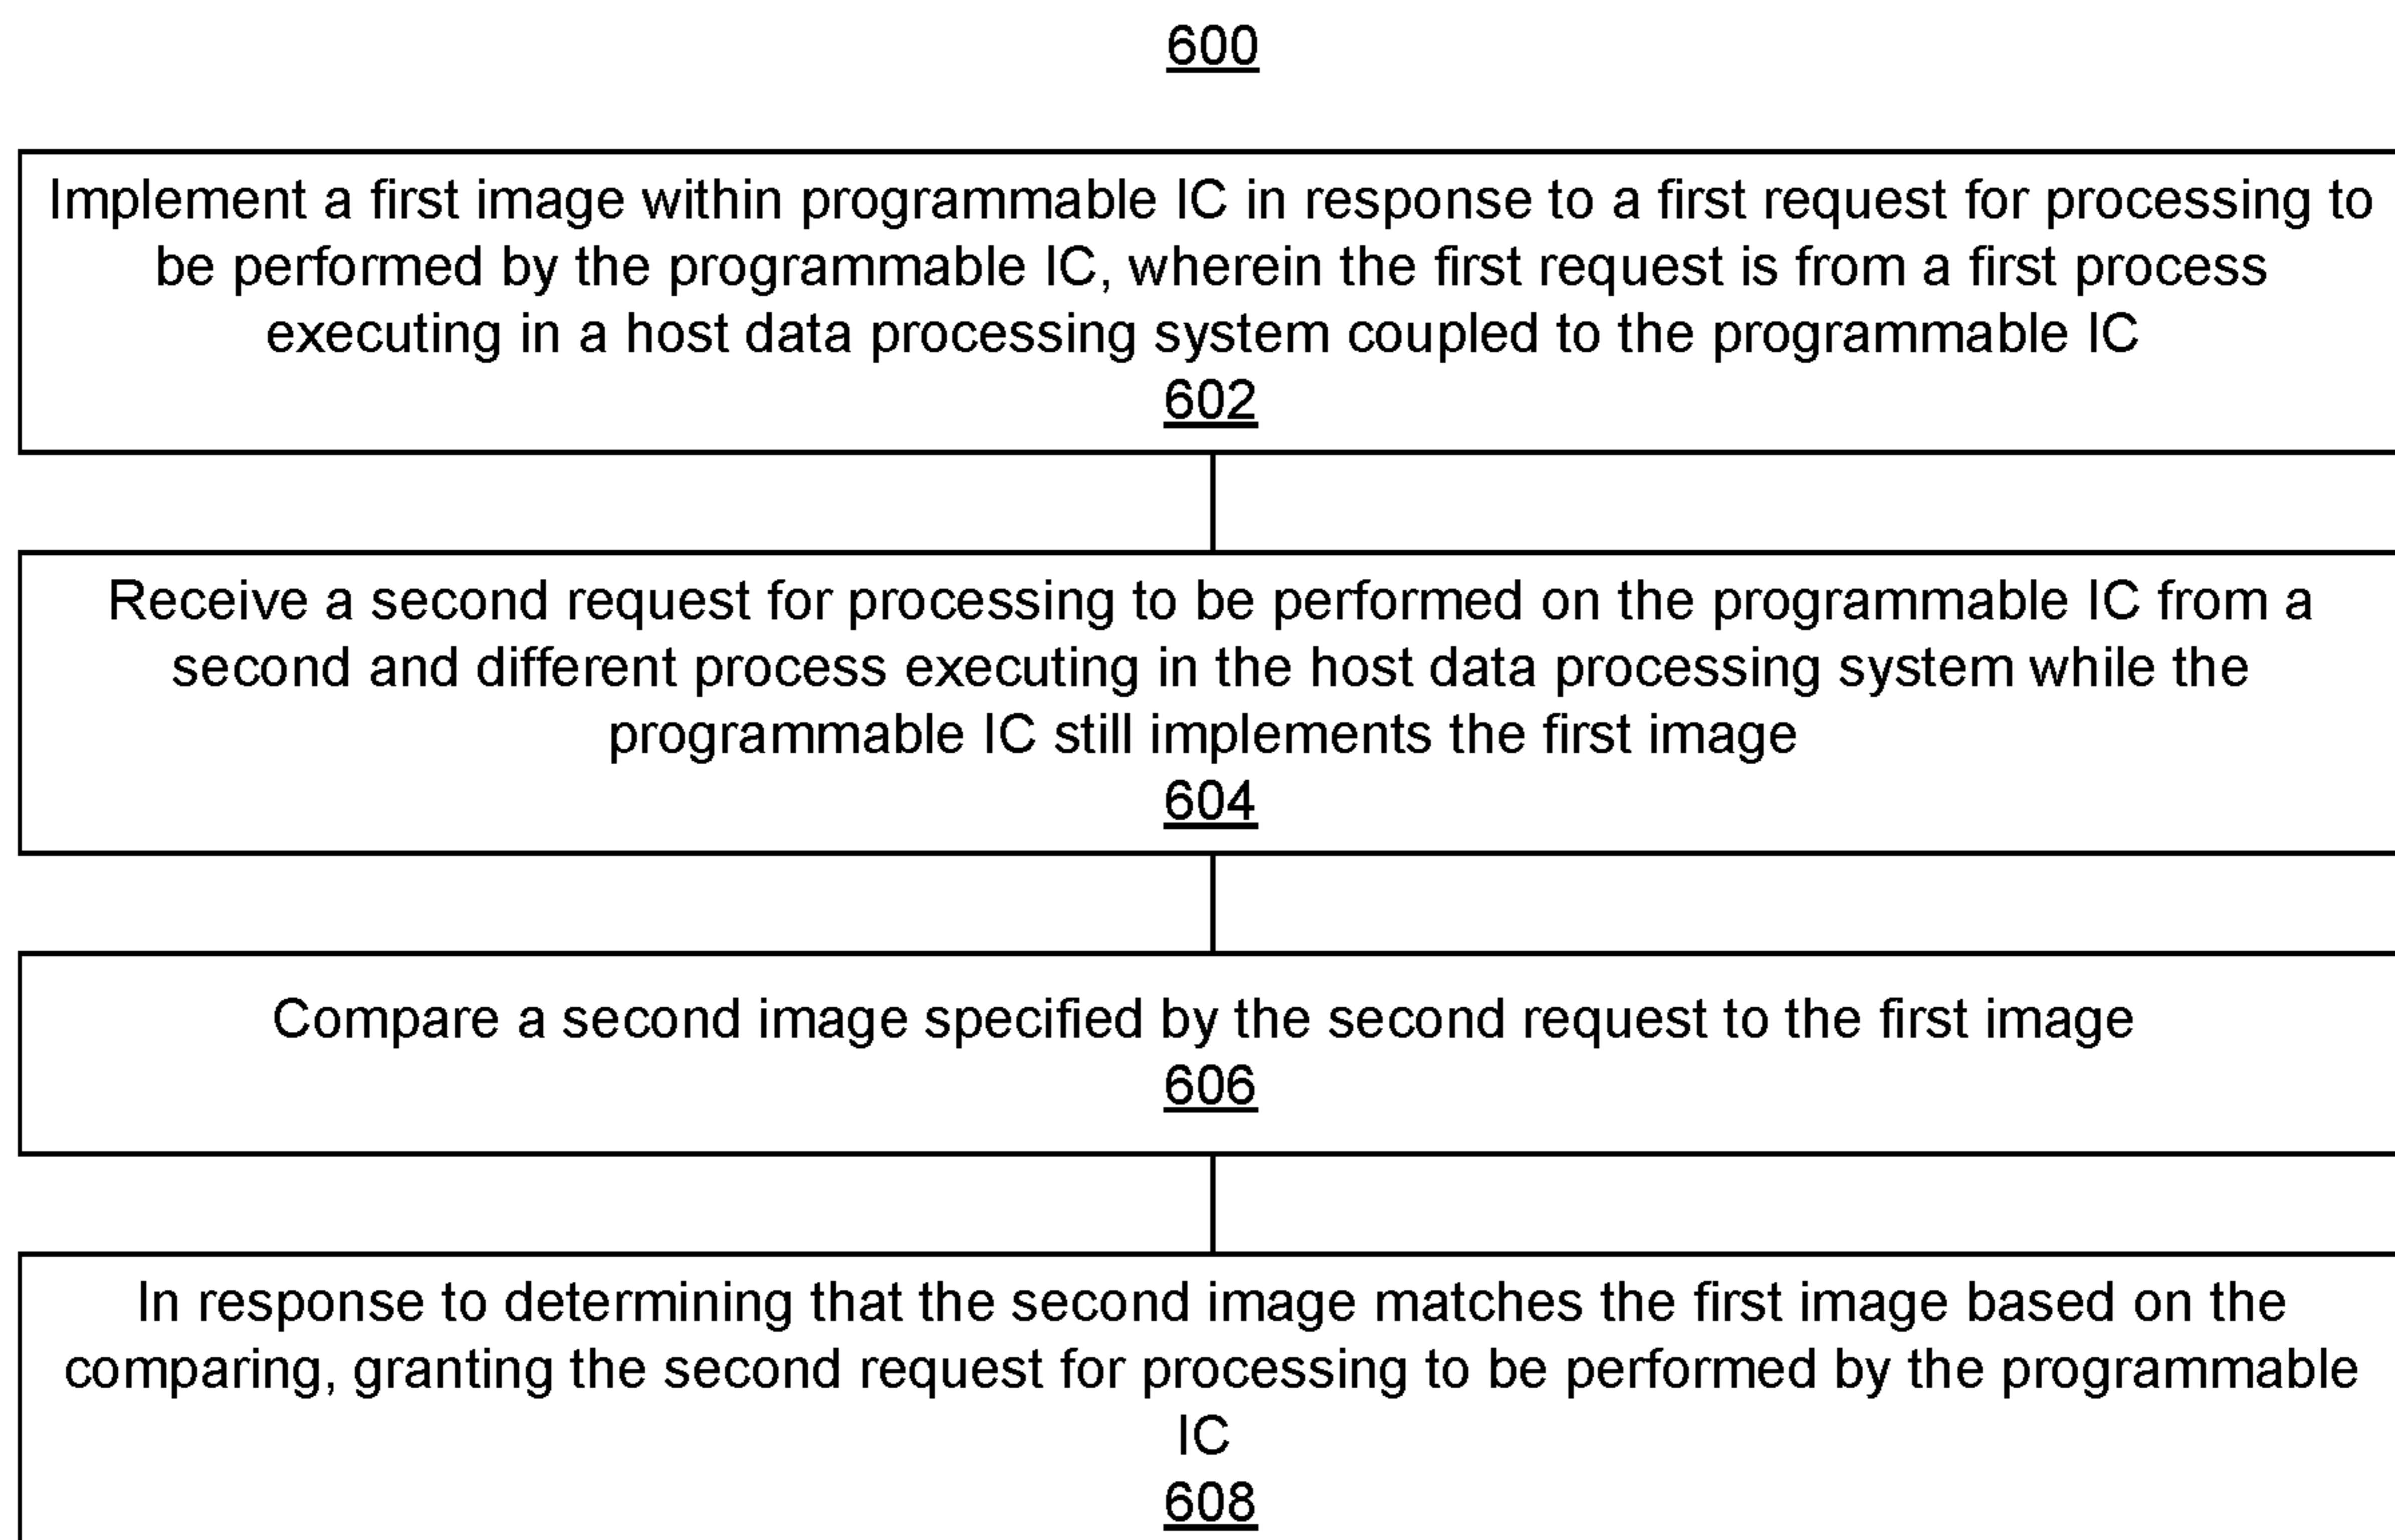 600
Implement a first image within programmable IC in response to a first request for processing to
be performed by the programmable IC, wherein the first request is from a first process
executing in a host data processing system coupled to the programmable IC
602
Receive a second request for processing to be performed on the programmable IC from a
second and different process executing in the host data processing system while the
programmable IC still implements the first image
604
Compare a second image specified by the second request to the first image
606
In response to determining that the second image matches the first image based on the
comparing, granting the second request for processing to be performed by the programmable
IC
608